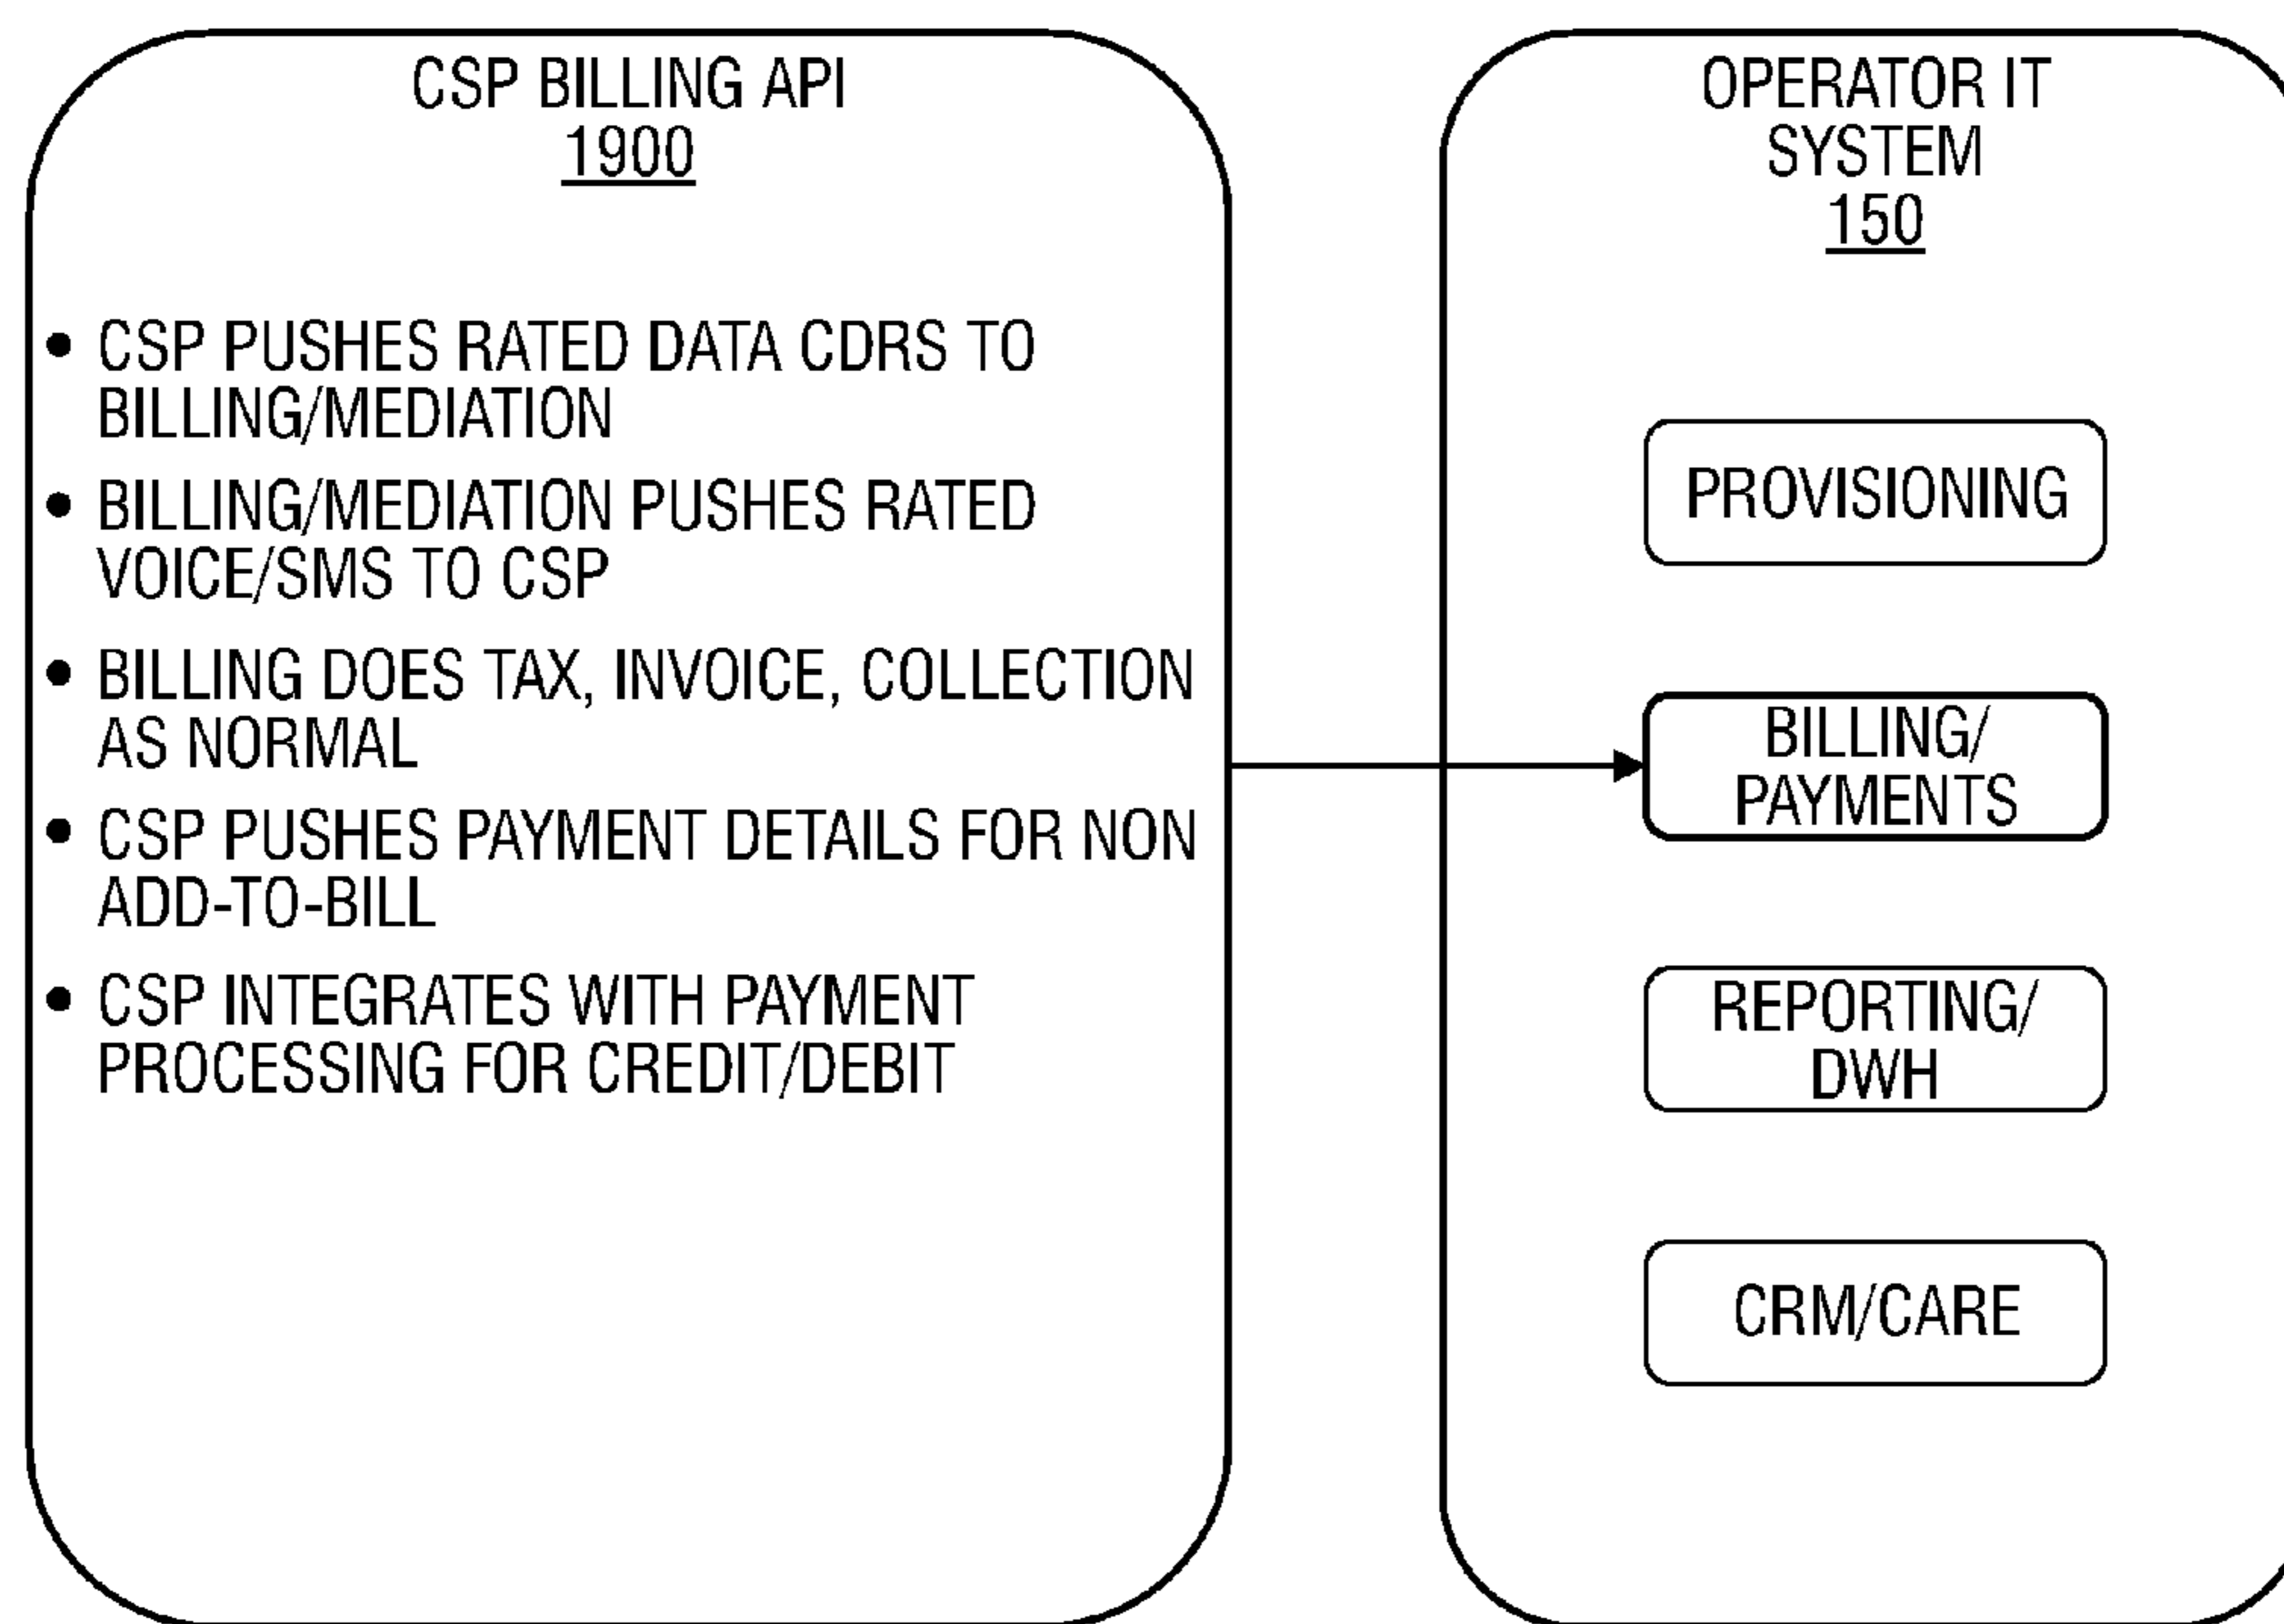 CSP BILLING API
1900
• CSP PUSHES RATED DATA CDRS TO
BILLING/MEDIATION
• BILLING/MEDIATION PUSHES RATED
VOICE/SMS TO CSP
• BILLING DOES TAX, INVOICE, COLLECTION
AS NORMAL
• CSP PUSHES PAYMENT DETAILS FOR NON
ADD-TO-BILL
• CSP INTEGRATES WITH PAYMENT
PROCESSING FOR CREDIT/DEBIT
OPERATOR IT
SYSTEM
150
PROVISIONING
BILLING/
PAYMENTS
REPORTING/
DWH
CRM/CARE